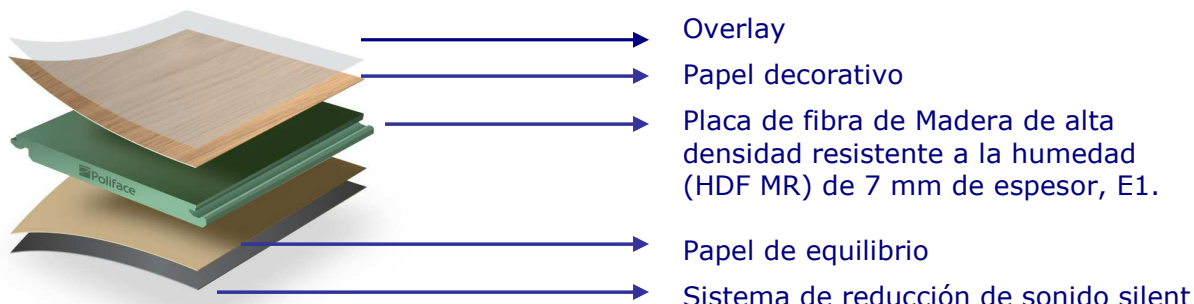 Overlay
Papel decorativo
Placa de fibra de Madera de alta
densidad resistente a la humedad
(HDF MR) de 7 mm de espesor, E1.
Poliface
Papel de equilibrio
Sistema de reducción de sonido silent